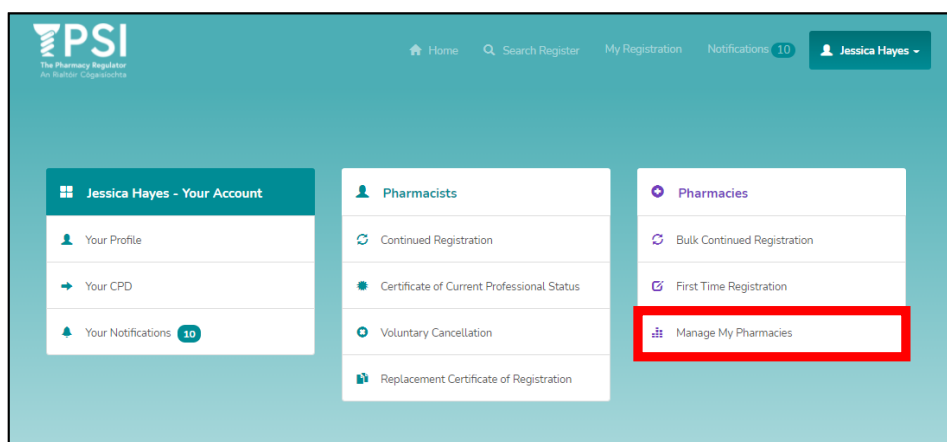 PSI
The Pharmacy Regulator
An Rialtóir Cógaisíochta
Home Search Register My Registration Notifications 10 Jessica Hayes
Jessica Hayes - Your Account
Your Profile
Your CPD
Your Notifications 10
Pharmacists
Continued Registration
Certificate of Current Professional Status
Voluntary Cancellation
Replacement Certificate of Registration
Pharmacies
Bulk Continued Registration
First Time Registration
Manage My Pharmacies